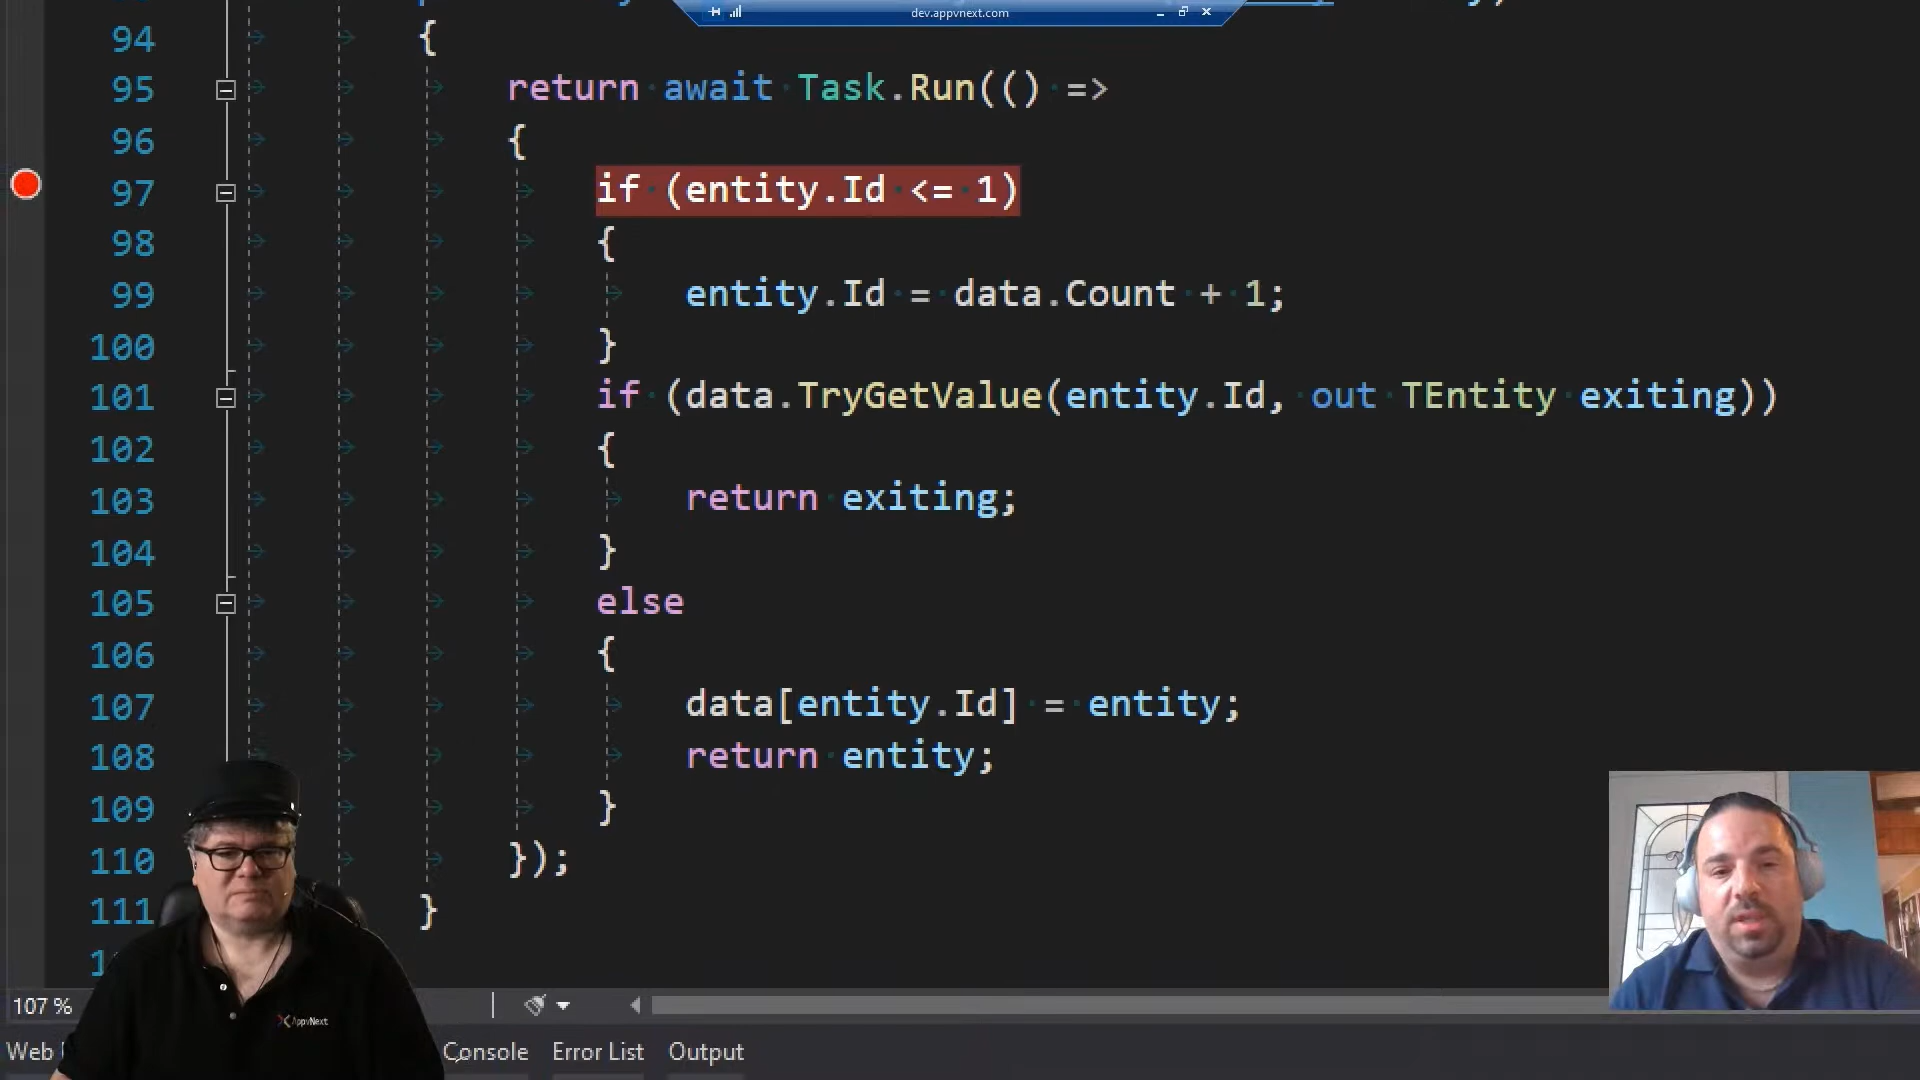 dev.appvnext.com
94 {
95 return await Task.Run(() =>
96 {
97 if (entity.Id <= 1)
98 {
99 entity.Id = data.Count + 1;
100 }
101 if (data.TryGetValue(entity.Id, out TEntity exiting))
102 {
103 return exiting;
104 }
105 else
106 {
107 data[entity.Id] = entity;
108 return entity;
109 }
110 });
111 }
107 %
AppvNext
Web
Console Error List Output